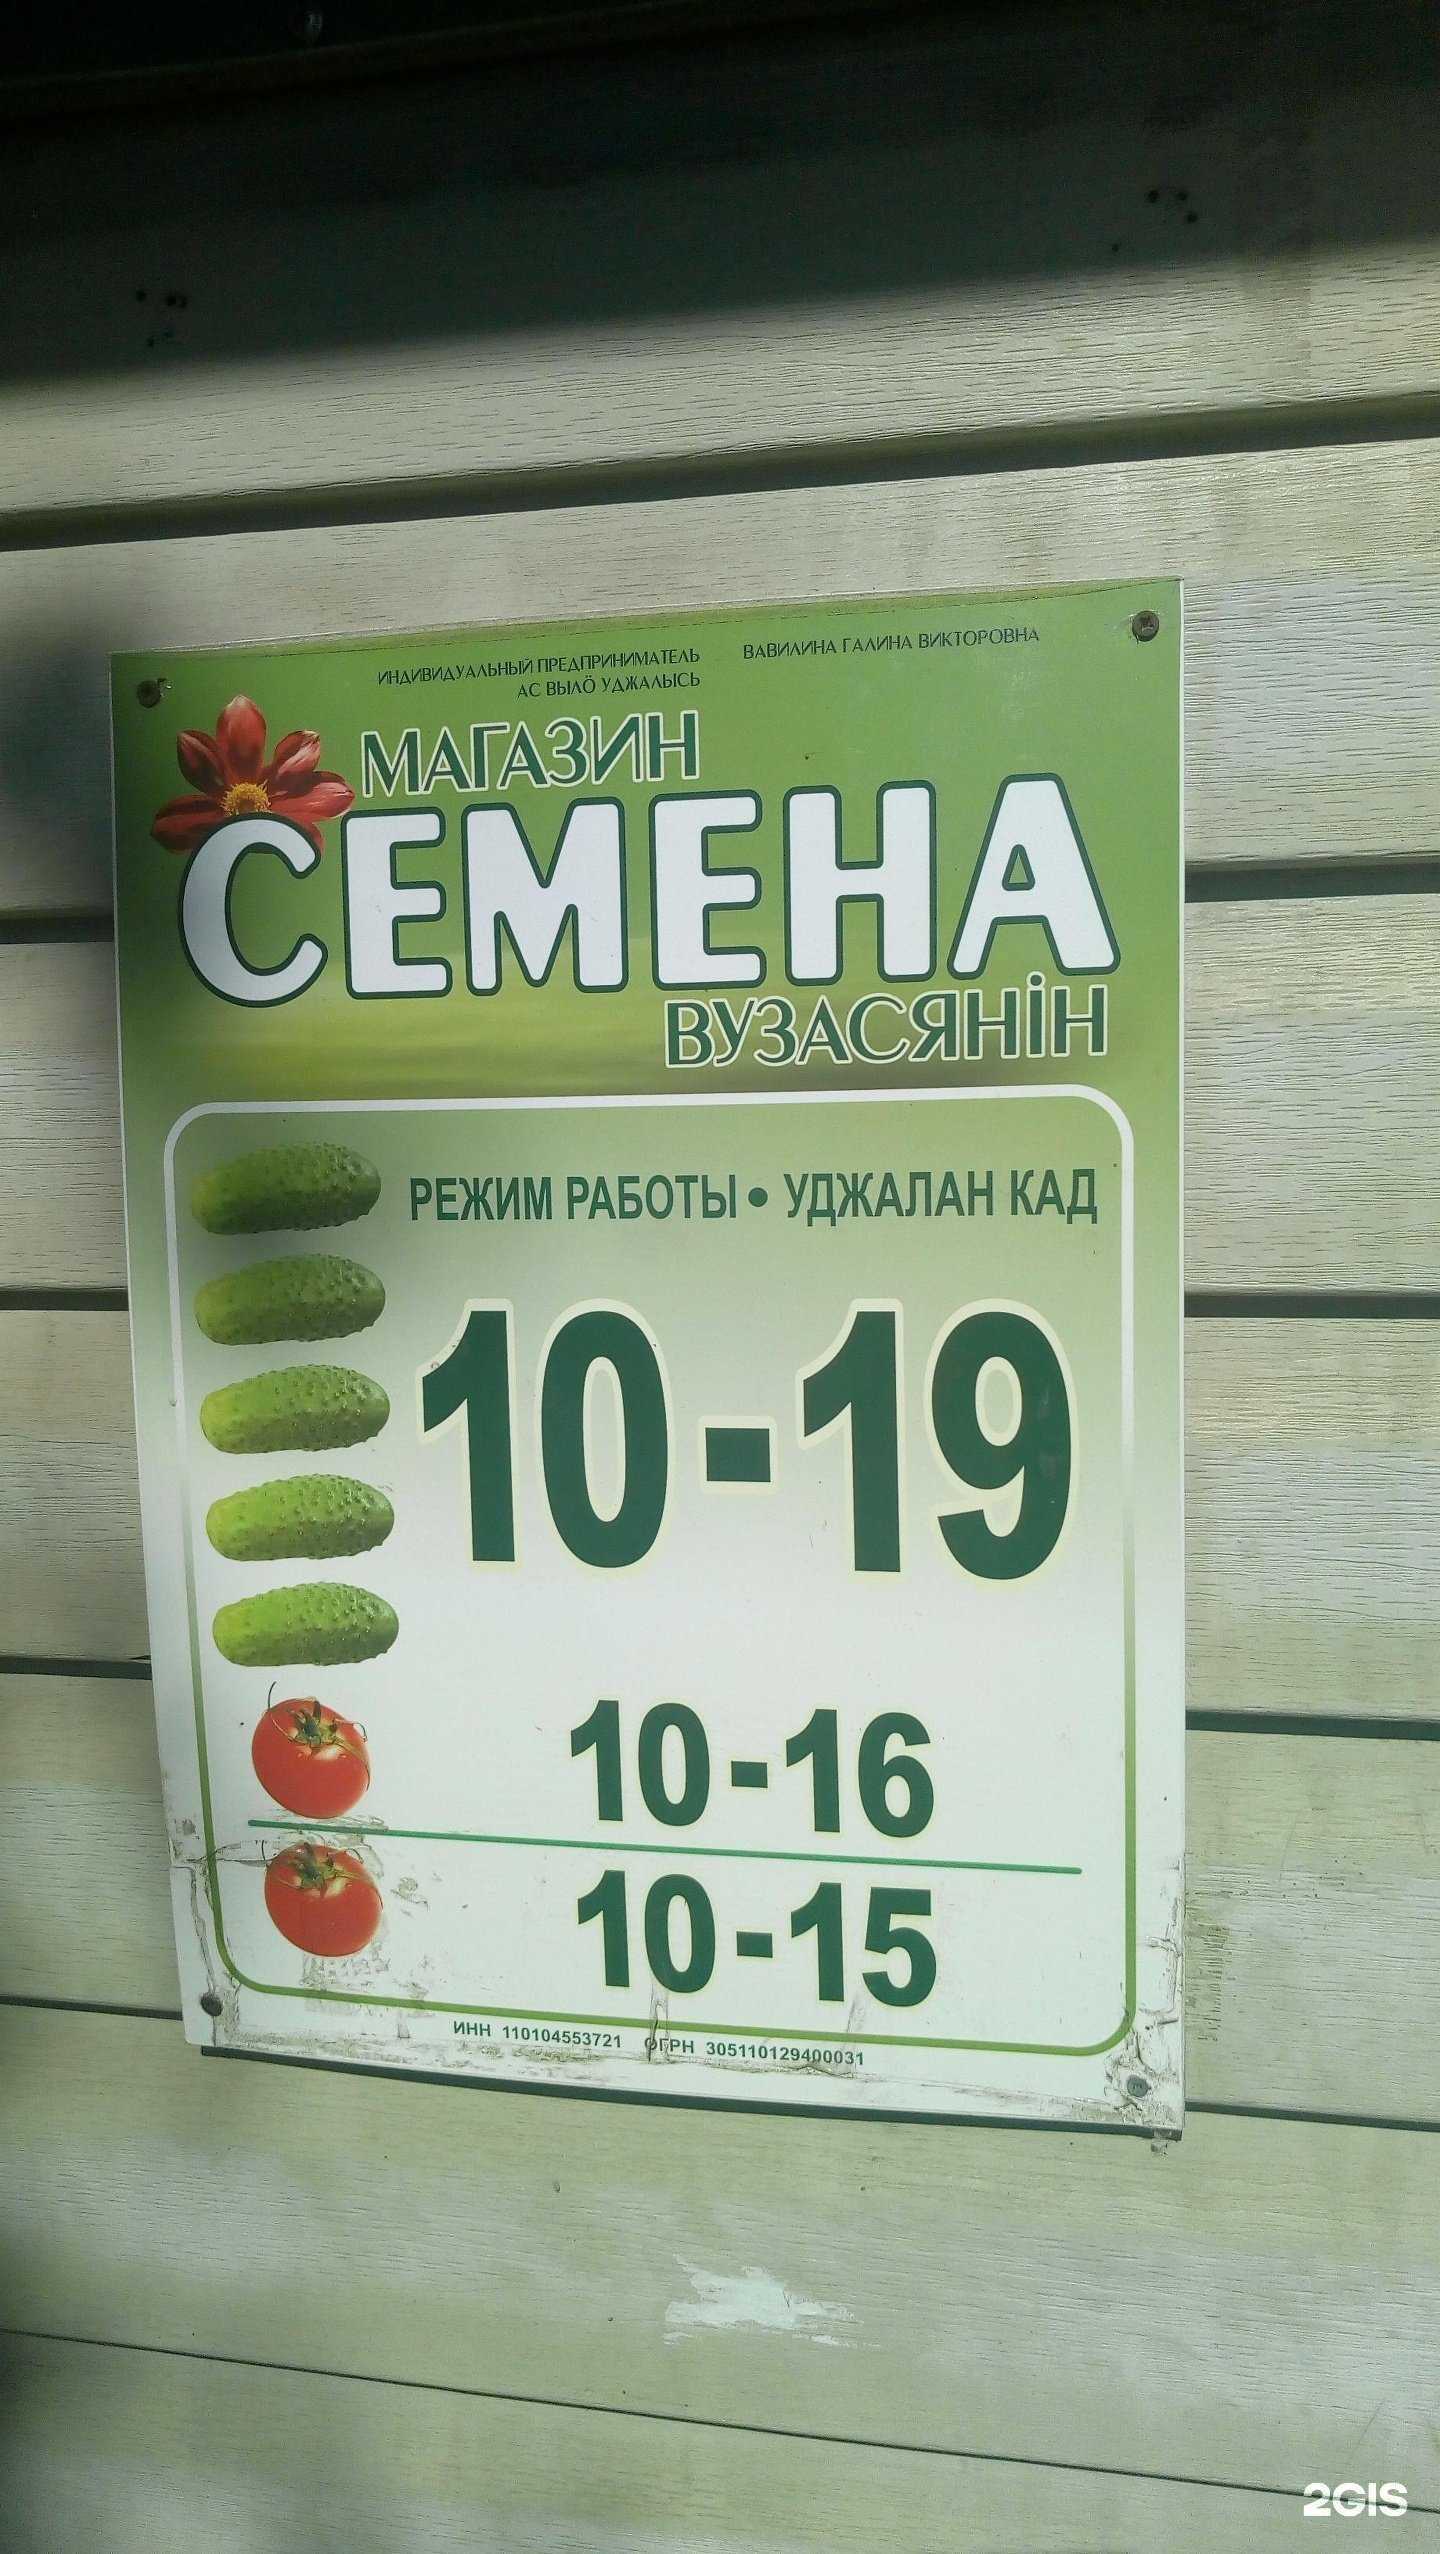 ИНДИВИДУАЛЬНЫЙ ПРЕДПРИНИМАТЕЛЬ ВАВИЛИНА ГАЛИНА ВИКТОРОВНА
АС ВЫЛӦ УДЖАЛЫСЬ
МАГАЗИН
СЕМЕНА
ВУЗАСЯНІН
РЕЖИМ РАБОТЫ • УДЖАЛАН КАД
10-19
10-16
10-15
ИНН 110104553721 ОГРН 305110129400031
2GIS